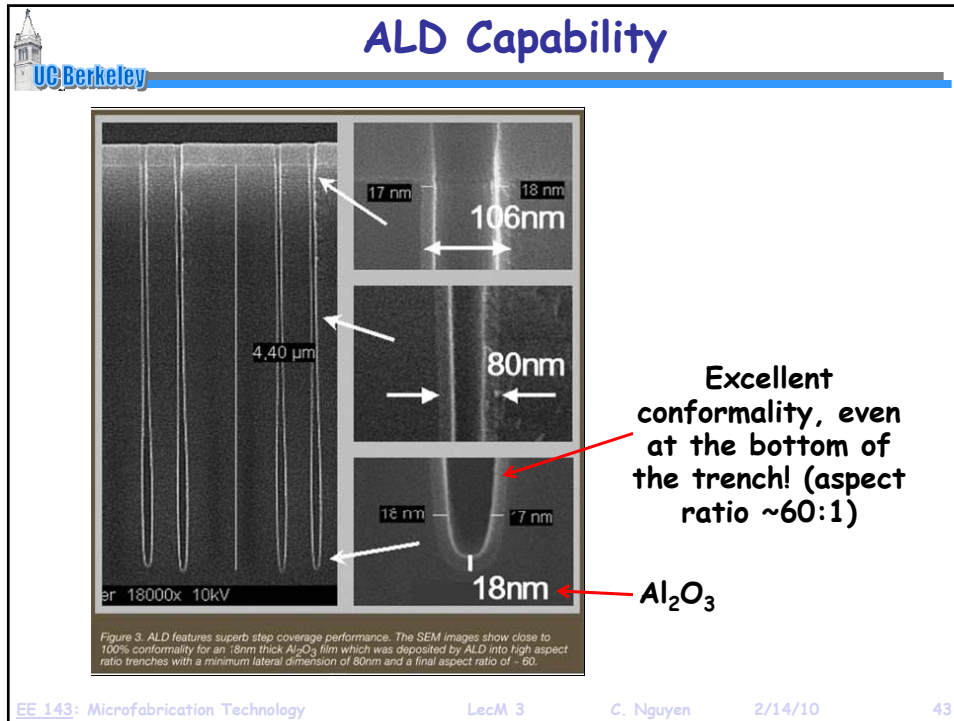 ALD Capability
UC Berkeley
17 nm
18 nm
106nm
4,40 µm
80nm
18 nm
17 nm
18nm
er 18000x 10kV
Excellent
conformality, even
at the bottom of
the trench! (aspect
ratio ~60:1)
Al₂O₃
Figure 3. ALD features superb step coverage performance. The SEM images show close to
100% conformality for an 18nm thick Al₂O₃ film which was deposited by ALD into high aspect
ratio trenches with a minimum lateral dimension of 80nm and a final aspect ratio of ~ 60.
EE 143: Microfabrication Technology LecM 3 C. Nguyen 2/14/10 43